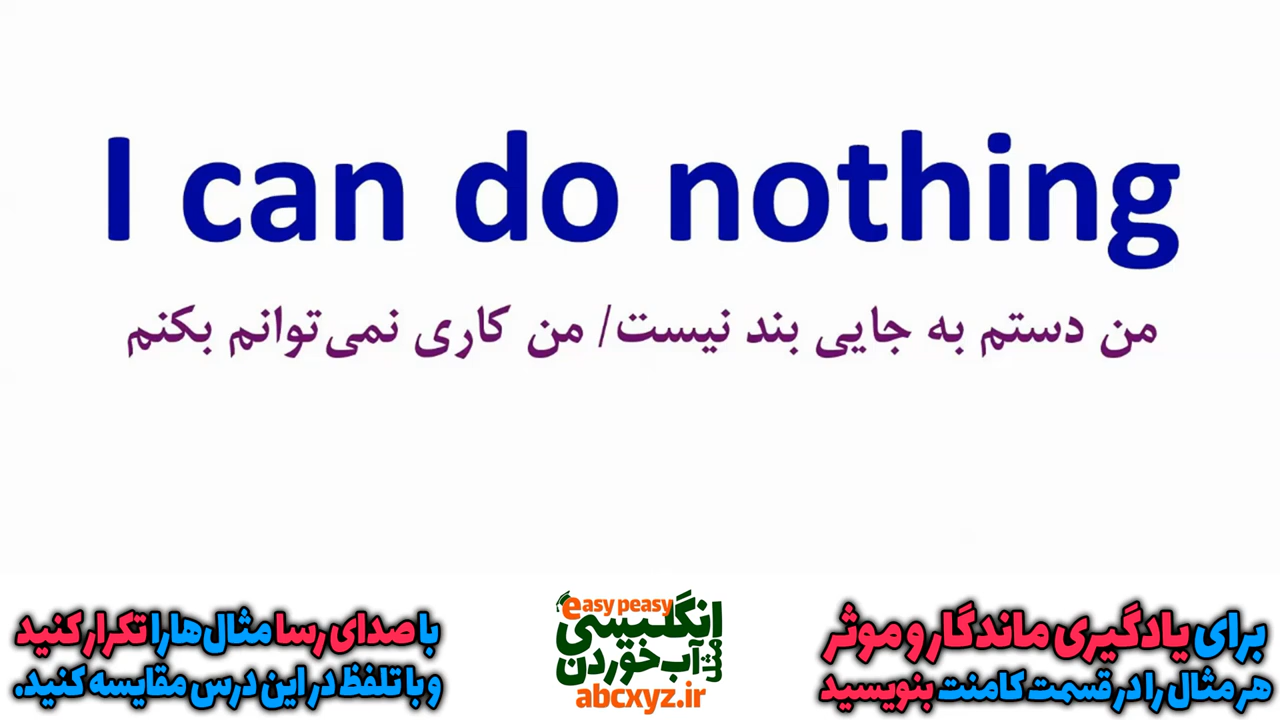 I can do nothing
من دستم به جایی بند نیست/ من کاری نمی‌توانم بکنم
برای یادگیری ماندگار و موثر
هر مثال را در قسمت کامنت بنویسید
easy peasy
انگلیسی
مثل آب خوردن
abcxyz.ir
با صدای رسا مثال‌ها را تکرار کنید
و با تلفظ در این درس مقایسه کنید.